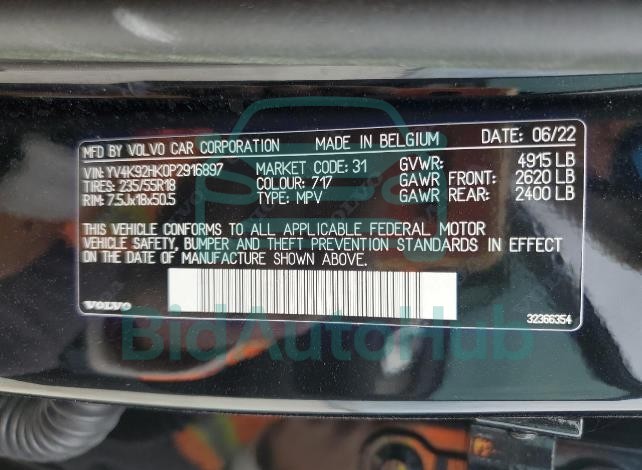 MFD BY VOLVO CAR CORPORATION MADE IN BELGIUM DATE: 06/22
VIN: YV4K92HK0P2916897 MARKET CODE: 31 GVWR: 4915 LB
TIRES: 235/55R18 COLOUR: 717 GAWR FRONT: 2620 LB
RIM: 7.5Jx18x50.5 TYPE: MPV GAWR REAR: 2400 LB
THIS VEHICLE CONFORMS TO ALL APPLICABLE FEDERAL MOTOR
VEHICLE SAFETY, BUMPER AND THEFT PREVENTION STANDARDS IN EFFECT
ON THE DATE OF MANUFACTURE SHOWN ABOVE.
VOLVO 32366354
BidAutoHub